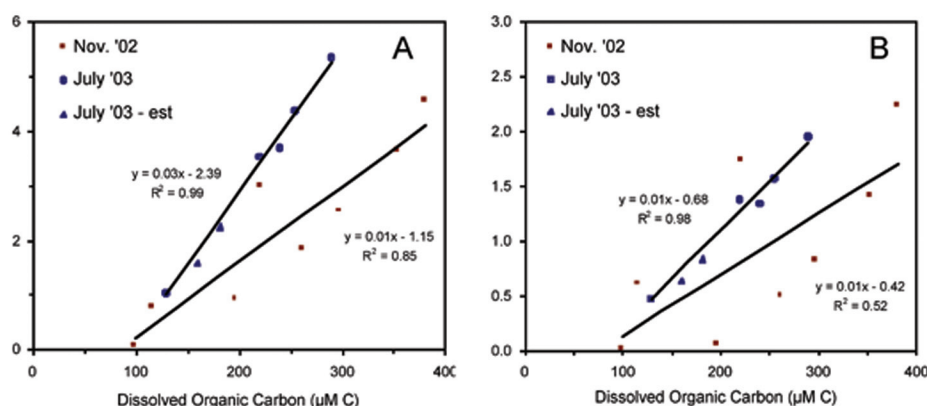 6
4
2
0
Nov. '02
July '03
July '03 - est
A
y = 0.03x - 2.39
R² = 0.99
y = 0.01x - 1.15
R² = 0.85
0
100
200
300
400
Dissolved Organic Carbon (µM C)
3.0
2.5
2.0
1.5
1.0
0.5
0.0
Nov. '02
July '03
July '03 - est
B
y = 0.01x - 0.68
R² = 0.98
y = 0.01x - 0.42
R² = 0.52
0
100
200
300
400
Dissolved Organic Carbon (µM C)